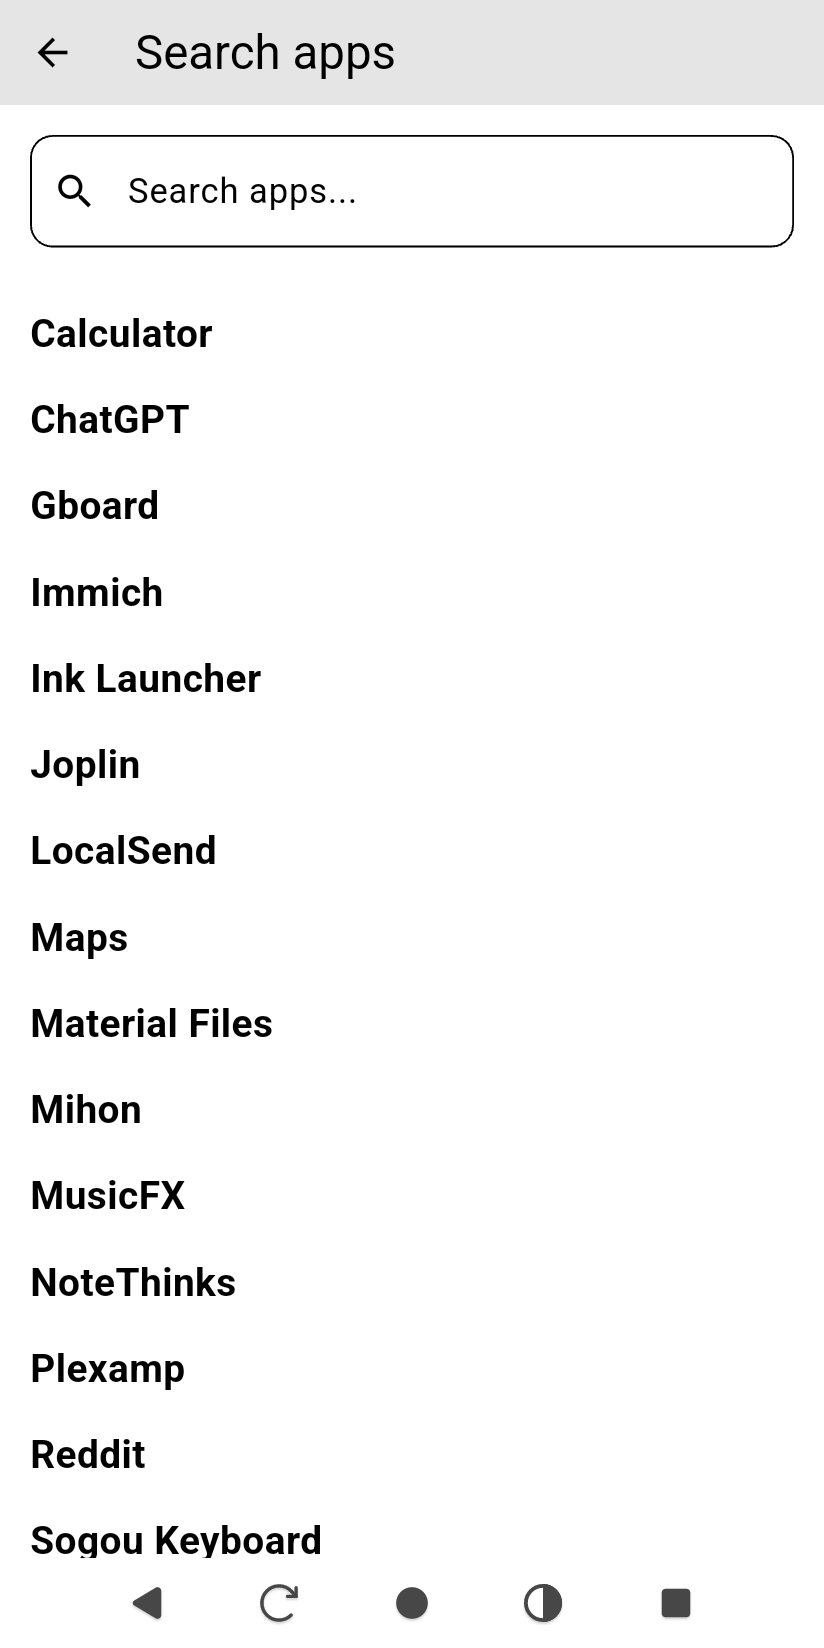 Search apps
Search apps...
Calculator
ChatGPT
Gboard
Immich
Ink Launcher
Joplin
LocalSend
Maps
Material Files
Mihon
MusicFX
NoteThinks
Plexamp
Reddit
Sogou Keyboard